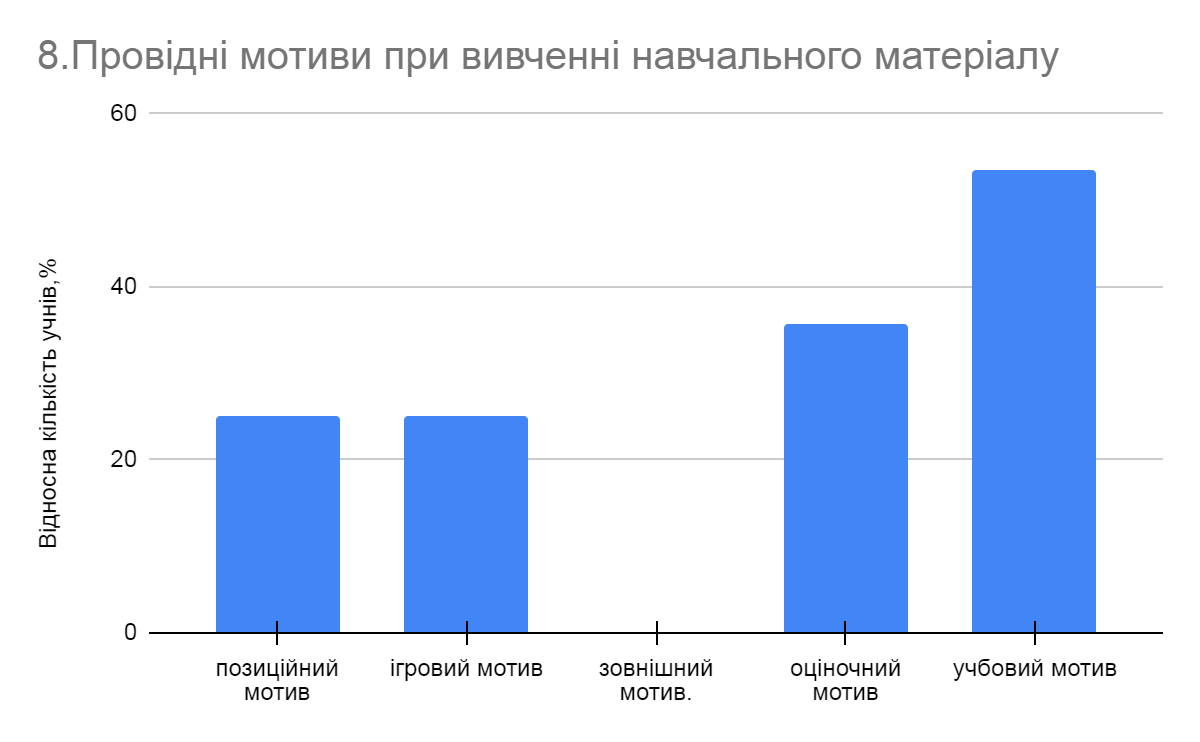 8.Провідні мотиви при вивченні навчального матеріалу
60
40
20
0
Відносна кількість учнів,%
позиційний
мотив
ігровий мотив
зовнішний
мотив.
оціночний
мотив
учбовий мотив